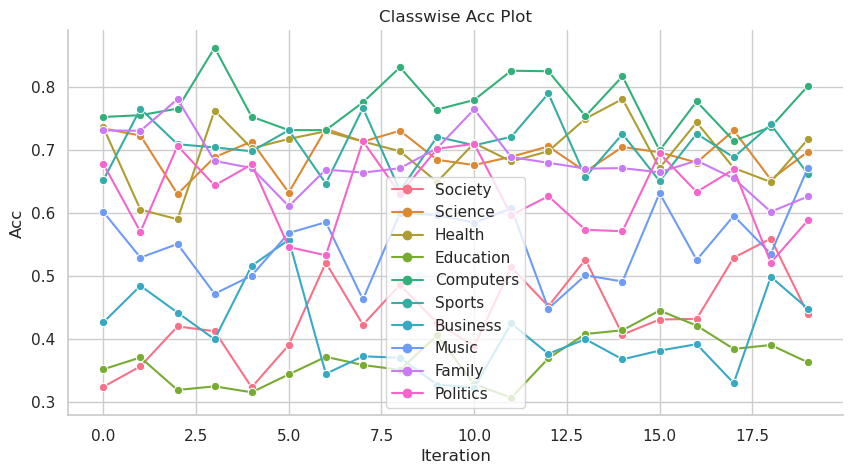 Classwise Acc Plot
Acc
0.8
0.7
0.6
0.5
0.4
0.3
Society
Science
Health
Education
Computers
Sports
Business
Music
Family
Politics
0.0 2.5 5.0 7.5 10.0 12.5 15.0 17.5
Iteration